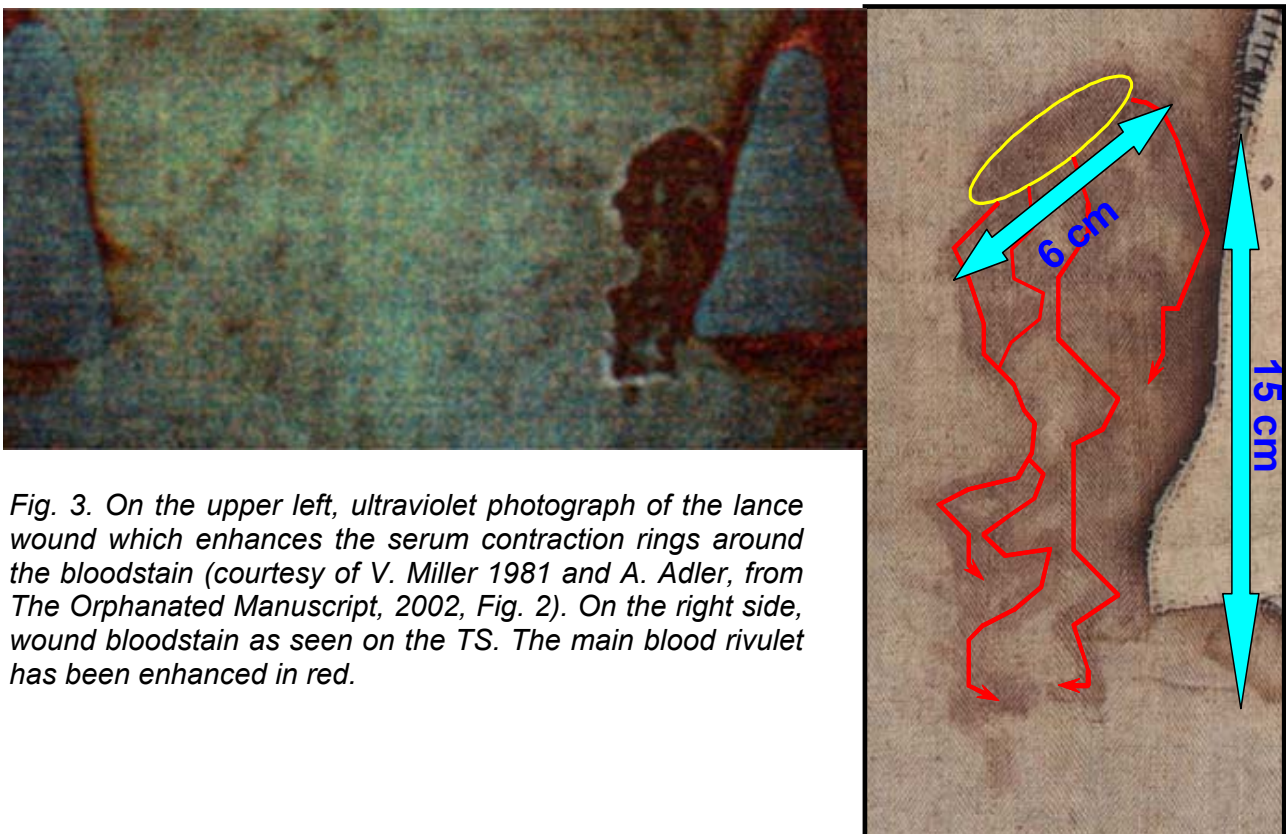 6 cm
15 cm
Fig. 3. On the upper left, ultraviolet photograph of the lance
wound which enhances the serum contraction rings around
the bloodstain (courtesy of V. Miller 1981 and A. Adler, from
The Orphanated Manuscript, 2002, Fig. 2). On the right side,
wound bloodstain as seen on the TS. The main blood rivulet
has been enhanced in red.